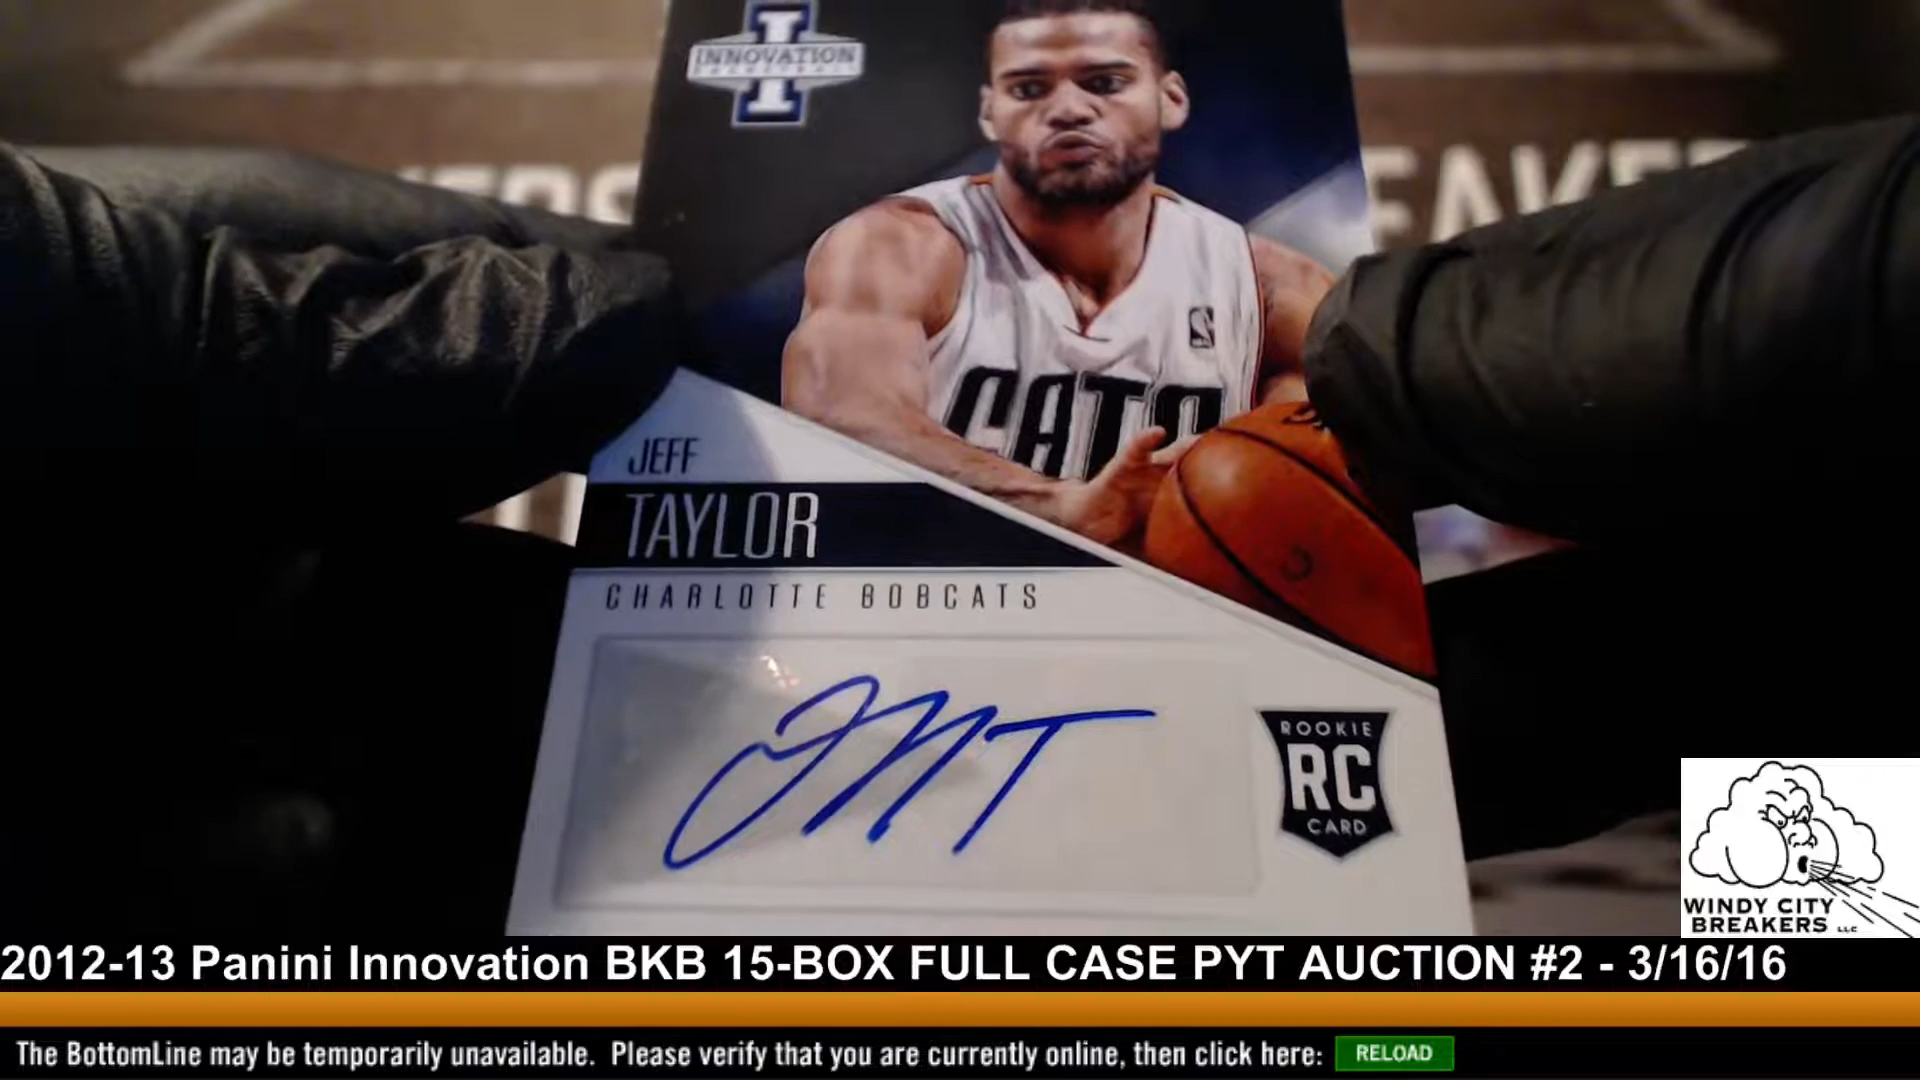 INNOVATION
CATS
JEFF
TAYLOR
CHARLOTTE BOBCATS
ROOKIE
RC
CARD
WINDY CITY
BREAKERS LLC
2012-13 Panini Innovation BKB 15-BOX FULL CASE PYT AUCTION #2 - 3/16/16
The BottomLine may be temporarily unavailable. Please verify that you are currently online, then click here: RELOAD